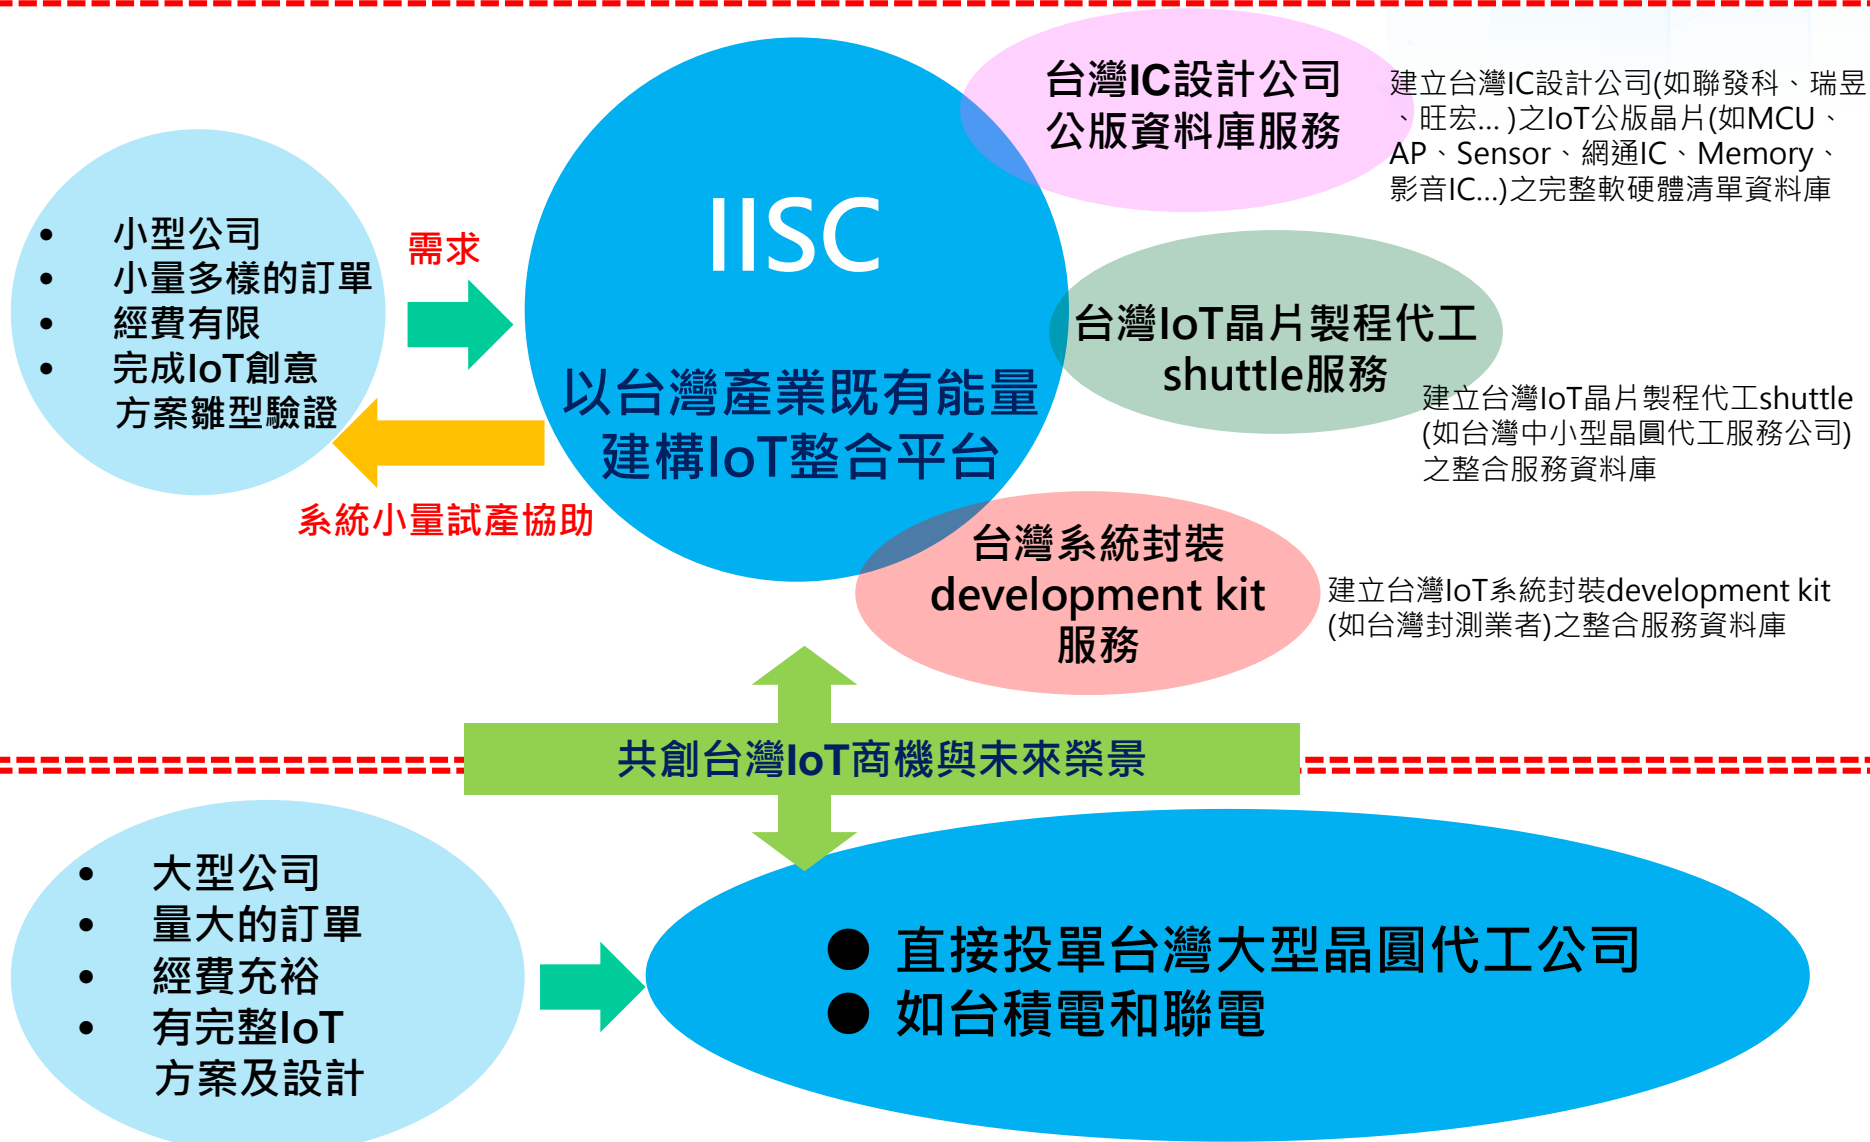 台灣IC設計公司
公版資料庫服務
建立台灣IC設計公司(如聯發科、瑞昱
、旺宏... )之IoT公版晶片(如MCU、
AP、Sensor、網通IC、Memory、
影音IC...)之完整軟硬體清單資料庫
IISC
以台灣產業既有能量
建構IoT整合平台
• 小型公司
• 小量多樣的訂單
• 經費有限
• 完成IoT創意
方案雛型驗證
需求
系統小量試產協助
台灣IoT晶片製程代工
shuttle服務
建立台灣IoT晶片製程代工shuttle
(如台灣中小型晶圓代工服務公司)
之整合服務資料庫
台灣系統封裝
development kit
服務
建立台灣IoT系統封裝development kit
(如台灣封測業者)之整合服務資料庫
共創台灣IoT商機與未來榮景
• 大型公司
• 量大的訂單
• 經費充裕
• 有完整IoT
方案及設計
● 直接投單台灣大型晶圓代工公司
● 如台積電和聯電